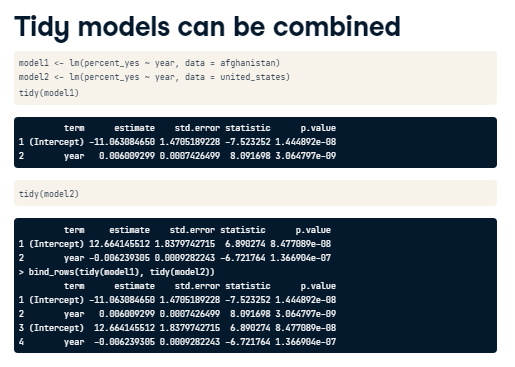 Tidy models can be combined
model1 <- lm(percent_yes ~ year, data = afghanistan)
model2 <- lm(percent_yes ~ year, data = united_states)
tidy(model1)
term estimate std.error statistic p.value
1 (Intercept) -11.063084650 1.4705189228 -7.523252 1.444892e-08
2 year 0.006009299 0.0007426499 8.091698 3.064797e-09
tidy(model2)
term estimate std.error statistic p.value
1 (Intercept) 12.664145512 1.8379742715 6.890274 8.477089e-08
2 year -0.006239305 0.0009282243 -6.721764 1.366904e-07
> bind_rows(tidy(model1), tidy(model2))
term estimate std.error statistic p.value
1 (Intercept) -11.063084650 1.4705189228 -7.523252 1.444892e-08
2 year 0.006009299 0.0007426499 8.091698 3.064797e-09
3 (Intercept) 12.664145512 1.8379742715 6.890274 8.477089e-08
4 year -0.006239305 0.0009282243 -6.721764 1.366904e-07